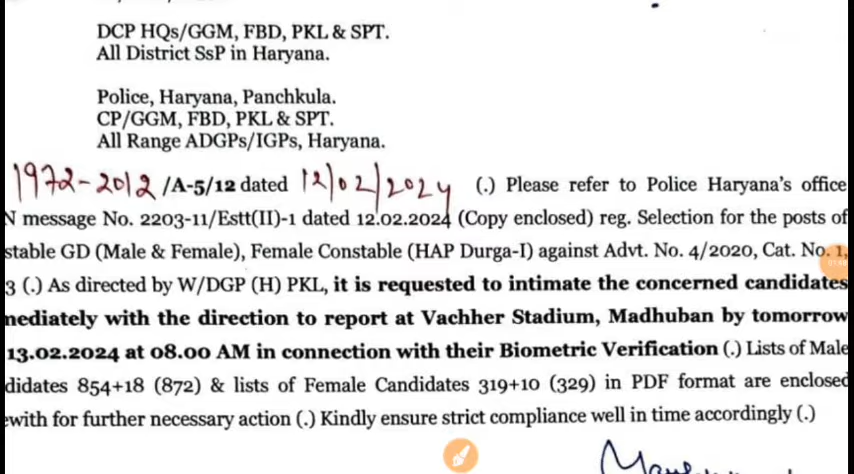 DCP HQs/GGM, FBD, PKL & SPT.
All District SsP in Haryana.
Police, Haryana, Panchkula.
CP/GGM, FBD, PKL & SPT.
All Range ADGPs/IGPs, Haryana.
1972-2012/A-5/12 dated 12/02/2024 (.) Please refer to Police Haryana's office
N message No. 2203-11/Estt(II)-1 dated 12.02.2024 (Copy enclosed) reg. Selection for the posts of
stable GD (Male & Female), Female Constable (HAP Durga-I) against Advt. No. 4/2020, Cat. No. 1,
3 (.) As directed by W/DGP (H) PKL, it is requested to intimate the concerned candidates
mediately with the direction to report at Vachher Stadium, Madhuban by tomorrow
13.02.2024 at 08.00 AM in connection with their Biometric Verification (.) Lists of Male
didates 854+18 (872) & lists of Female Candidates 319+10 (329) in PDF format are enclosed
ewith for further necessary action (.) Kindly ensure strict compliance well in time accordingly (.)